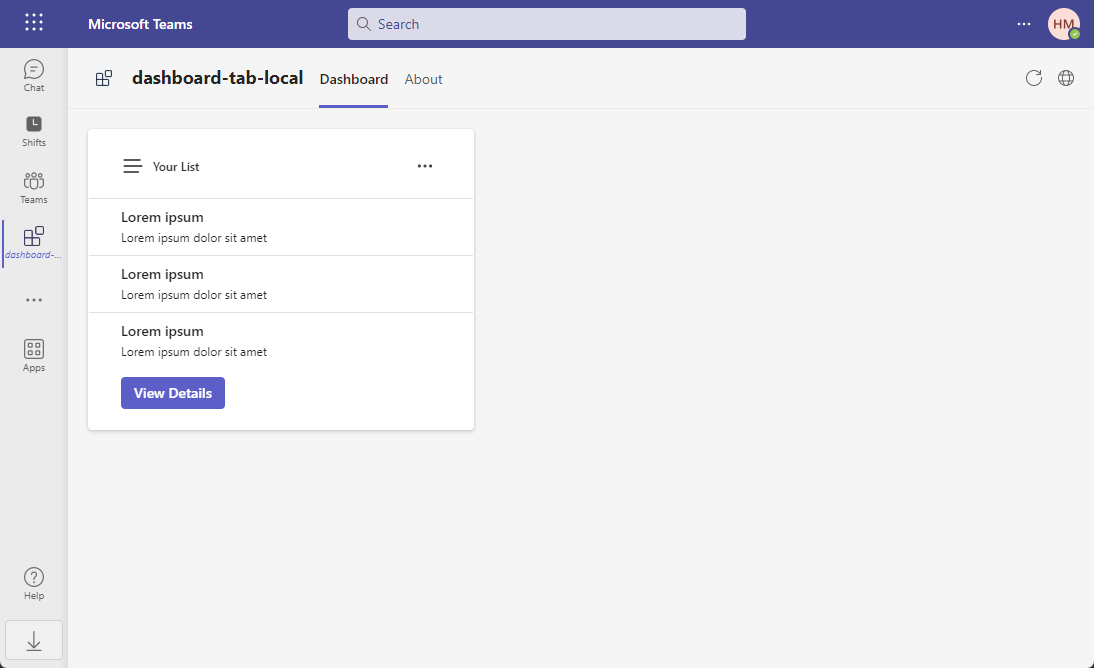 Microsoft Teams
Search
HM
Chat
Shifts
Teams
dashboard-...
Apps
Help
dashboard-tab-local
Dashboard
About
Your List
Lorem ipsum
Lorem ipsum dolor sit amet
Lorem ipsum
Lorem ipsum dolor sit amet
Lorem ipsum
Lorem ipsum dolor sit amet
View Details